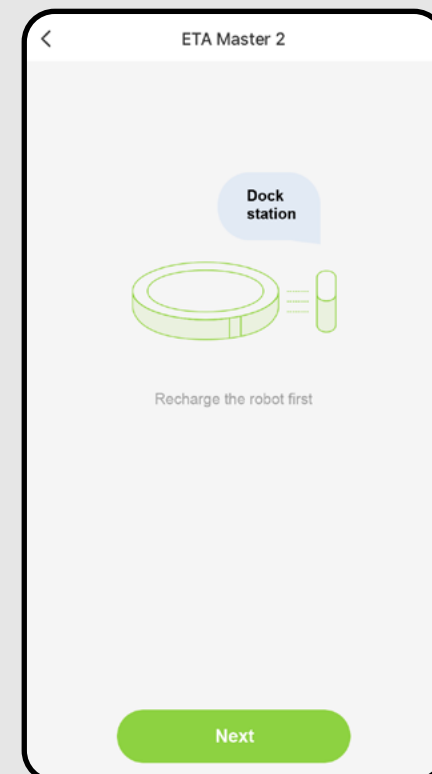 ETA Master 2
Dock
station
Recharge the robot first
Next